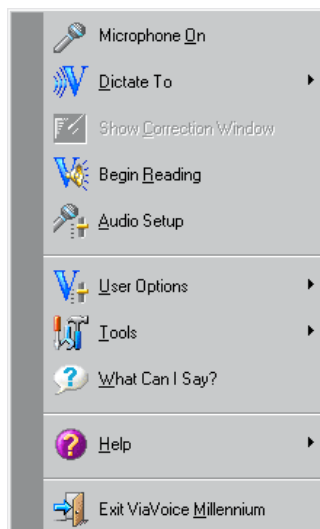 Microphone On
Dictate To
Show Correction Window
Begin Reading
Audio Setup
User Options
Tools
What Can I Say?
Help
Exit ViaVoice Millennium